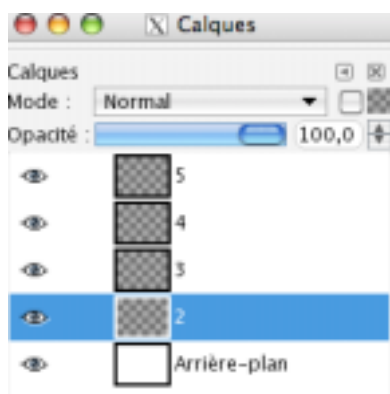 X Calques
Calques
Mode : Normal
Opacité : 100,0
5
4
3
2
Arrière-plan